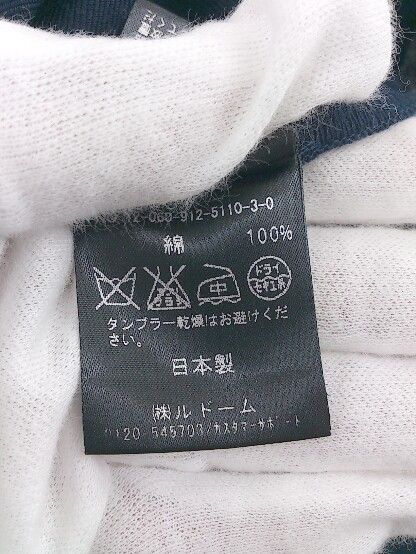 12-060-912-5110-3-0
綿 100%
ドライ
セキユ系
タンブラー乾燥はお避けくだ
さい。
日本製
㈱ルドーム
カスタマーサポート